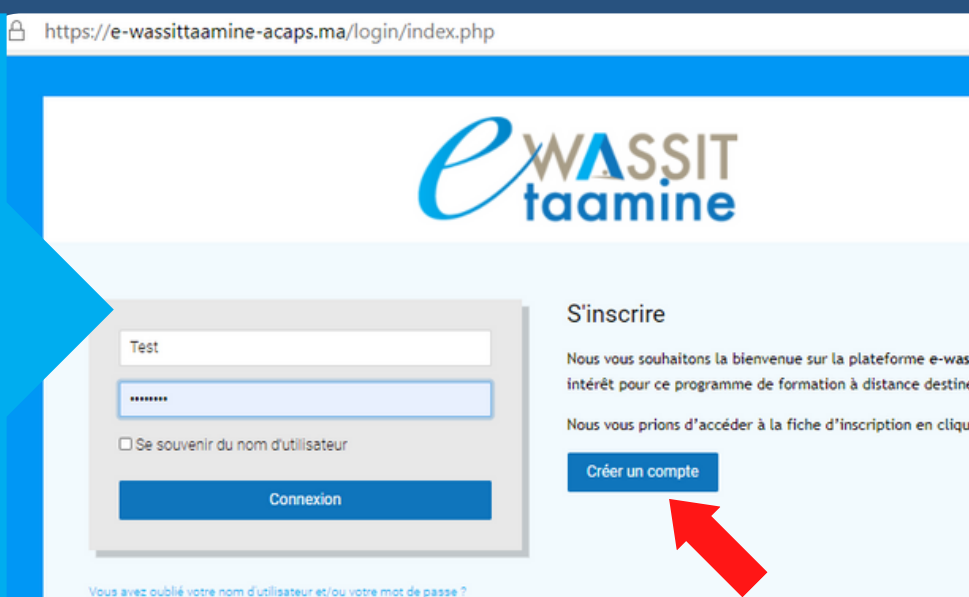 https://e-wassittaamine-acaps.ma/login/index.php
e WASSIT
taamine
Test
••••••••
Se souvenir du nom d'utilisateur
Connexion
Vous avez oublié votre nom d'utilisateur et/ou votre mot de passe ?
S'inscrire
Nous vous souhaitons la bienvenue sur la plateforme e-was
intérêt pour ce programme de formation à distance destiné
Nous vous prions d'accéder à la fiche d'inscription en cliqu
Créer un compte